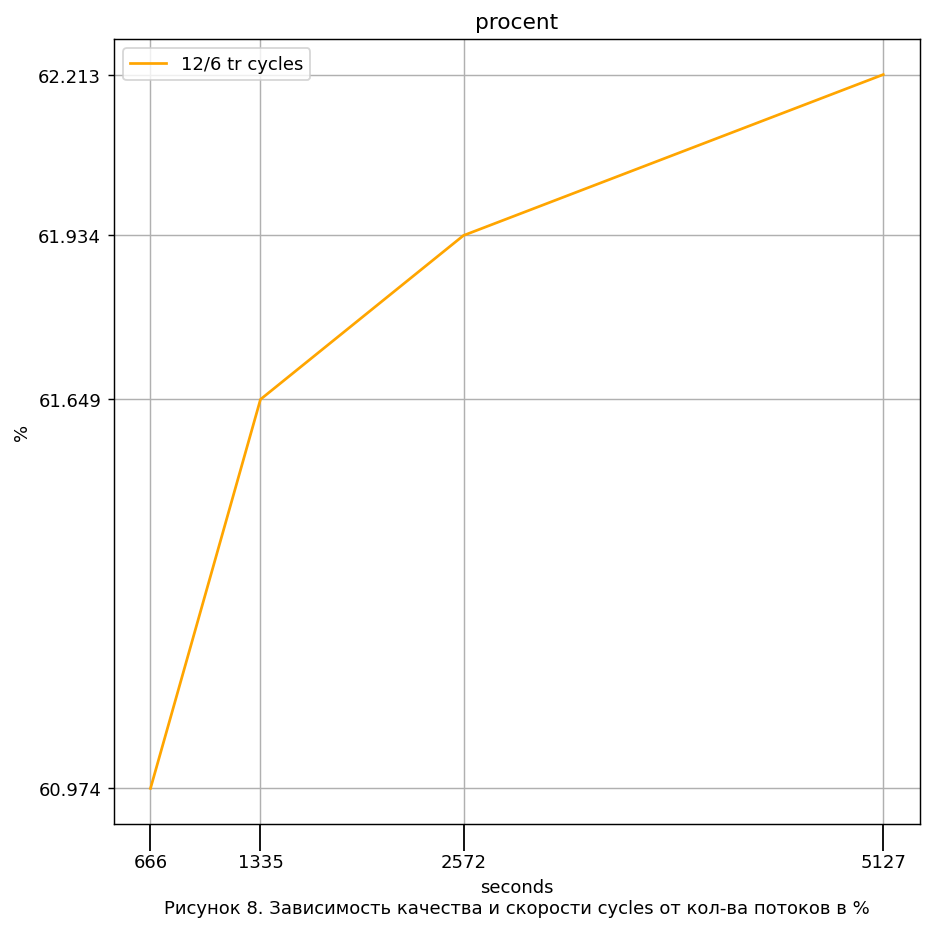 procent
12/6 tr cycles
62.213
61.934
61.649
%
60.974
666 1335 2572 5127
seconds
Рисунок 8. Зависимость качества и скорости cycles от кол-ва потоков в %